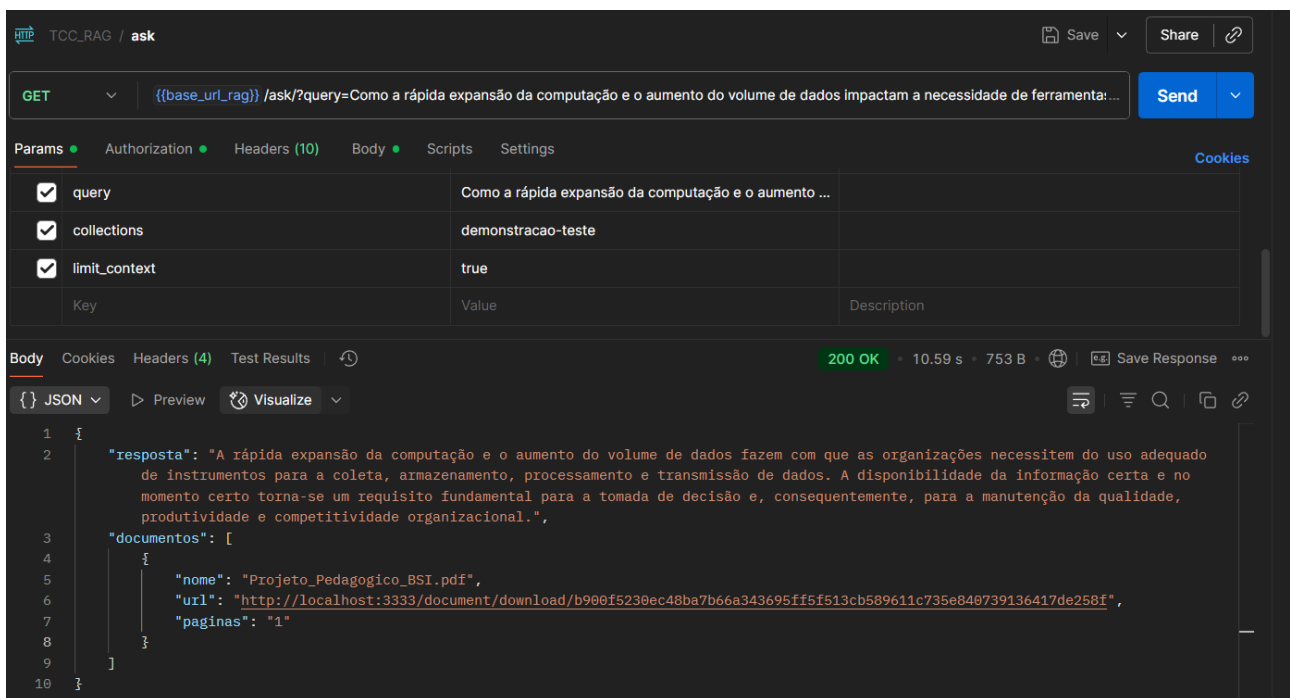 HTTP TCC_RAG / ask Save Share
GET {{base_url_rag}} /ask/?query=Como a rápida expansão da computação e o aumento do volume de dados impactam a necessidade de ferramentas ... Send
Params Authorization Headers (10) Body Scripts Settings Cookies
query Como a rápida expansão da computação e o aumento ...
collections demonstracao-teste
limit_context true
Key Value Description
Body Cookies Headers (4) Test Results 200 OK 10.59 s 753 B e.g. Save Response
{} JSON Preview Visualize
1 {
2 "resposta": "A rápida expansão da computação e o aumento do volume de dados fazem com que as organizações necessitem do uso adequado
de instrumentos para a coleta, armazenamento, processamento e transmissão de dados. A disponibilidade da informação certa e no
momento certo torna-se um requisito fundamental para a tomada de decisão e, consequentemente, para a manutenção da qualidade,
produtividade e competitividade organizacional.",
3 "documentos": [
4 {
5 "nome": "Projeto_Pedagogico_BSI.pdf",
6 "url": "http://localhost:3333/document/download/b900f5230ec48ba7b66a343695ff5f513cb589611c735e840739136417de258f",
7 "paginas": "1"
8 }
9 ]
10 }